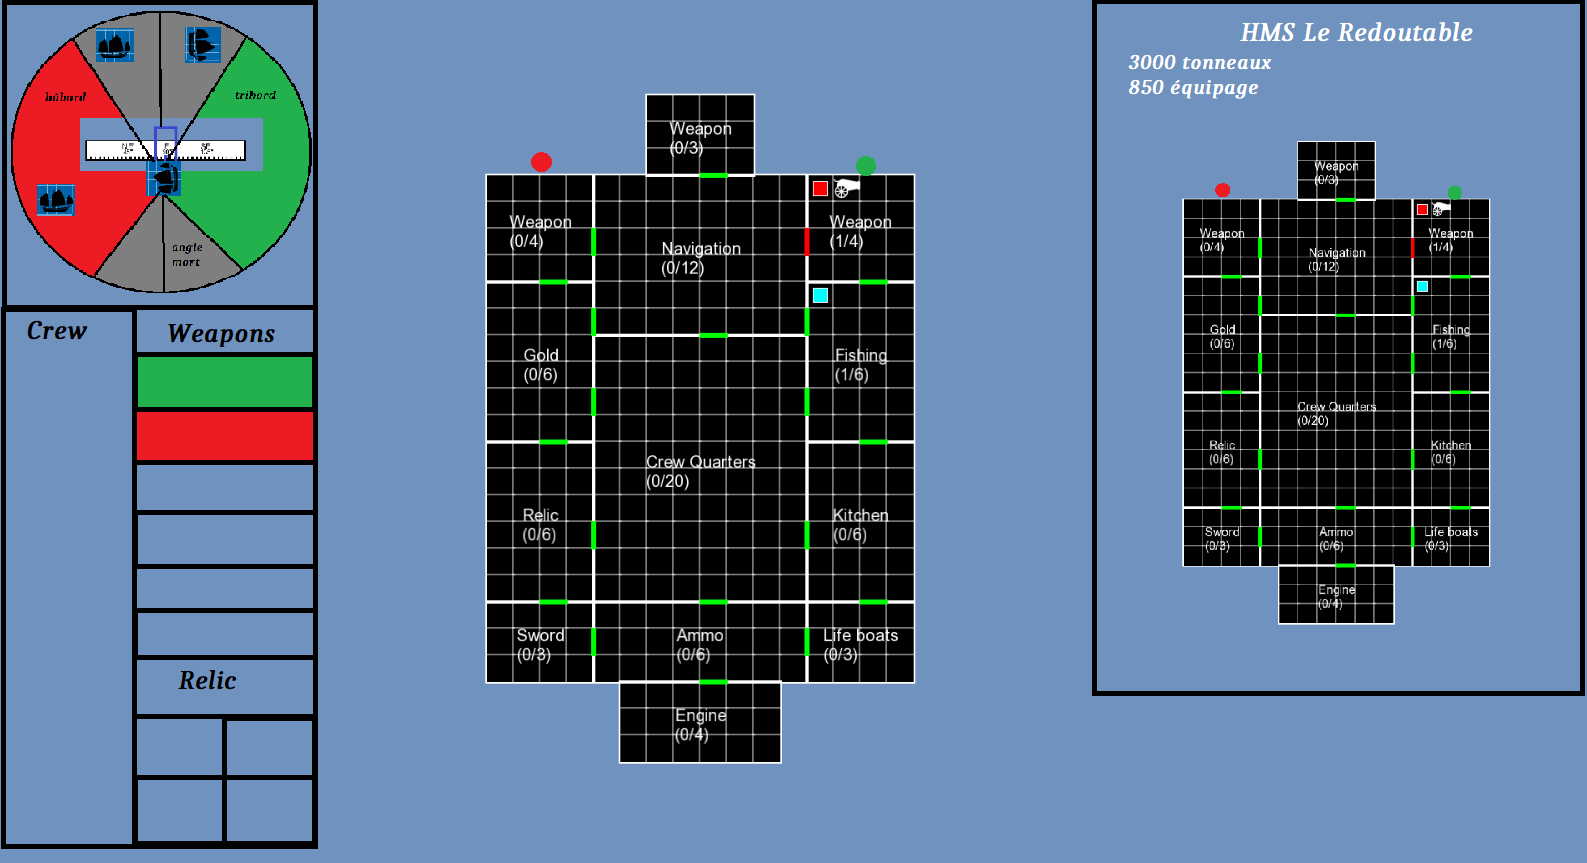 bâbord
tribord
angle
mort
Crew
Weapons
Relic
Weapon
(0/3)
Weapon
(0/4)
Navigation
(0/12)
Weapon
(1/4)
Gold
(0/6)
Fishing
(1/6)
Crew Quarters
(0/20)
Relic
(0/6)
Kitchen
(0/6)
Sword
(0/3)
Ammo
(0/6)
Life boats
(0/3)
Engine
(0/4)
HMS Le Redoutable
3000 tonneaux
850 équipage
Weapon
(0/3)
Weapon
(0/4)
Navigation
(0/12)
Weapon
(1/4)
Gold
(0/6)
Fishing
(1/6)
Crew Quarters
(0/20)
Relic
(0/6)
Kitchen
(0/6)
Sword
(0/3)
Ammo
(0/6)
Life boats
(0/3)
Engine
(0/4)